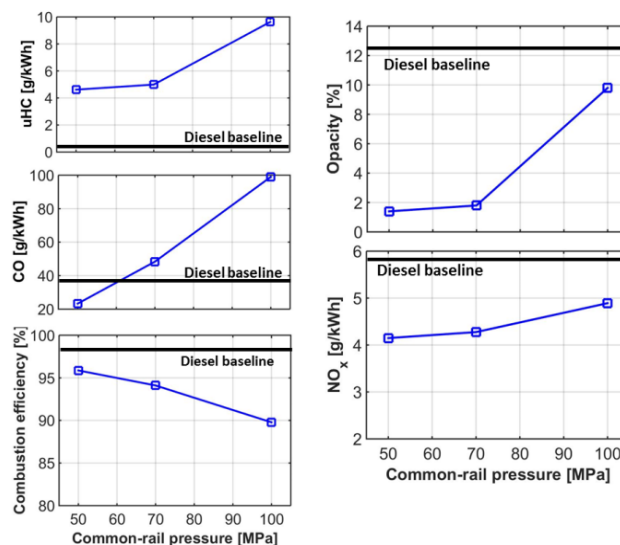 10
8
6
4
2
0
uHC [g/kWh]
Diesel baseline
100
80
60
40
20
CO [g/kWh]
Diesel baseline
100
95
90
85
80
Combustion efficiency [%]
Diesel baseline
50 60 70 80 90 100
Common-rail pressure [MPa]
14
12
10
8
6
4
2
0
Opacity [%]
Diesel baseline
6
5
4
3
2
NOx [g/kWh]
Diesel baseline
50 60 70 80 90 100
Common-rail pressure [MPa]